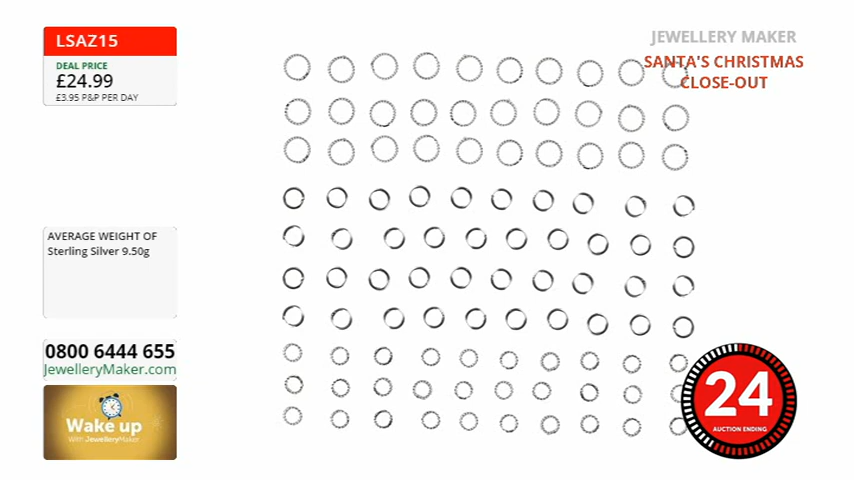 LSAZ15
DEAL PRICE
£24.99
£3.95 P&P PER DAY
JEWELLERY MAKER
SANTA'S CHRISTMAS
CLOSE-OUT
AVERAGE WEIGHT OF
Sterling Silver 9.50g
0800 6444 655
JewelleryMaker.com
Wake up
With JewelleryMaker
24
AUCTION ENDING